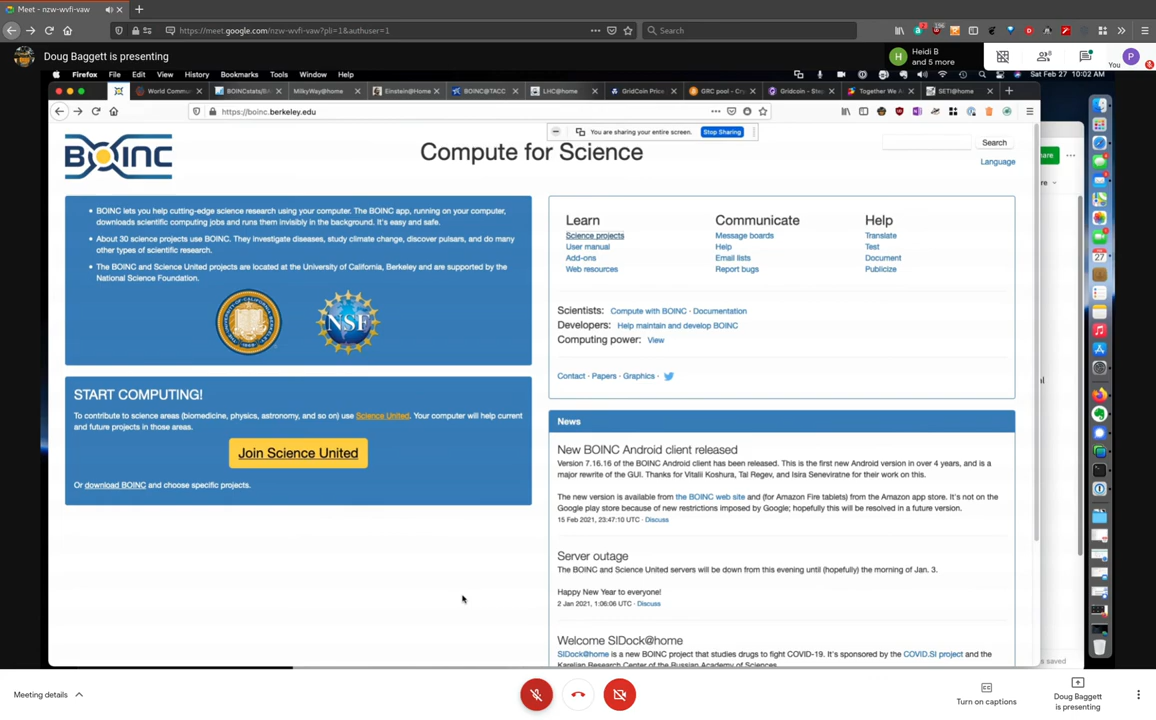 Meet - nzw-wvfi-vaw
https://meet.google.com/nzw-wvfi-vaw?pli=1&authuser=1
Search
196
Doug Baggett is presenting
H
Heidi B
and 5 more
You
P
Firefox File Edit View History Bookmarks Tools Window Help
Sat Feb 27 10:02 AM
World Commu
BOINCstats/BA
MilkyWay@home
Einstein@Home
BOINC@TACC
LHC@home
GridCoin Price
GRC pool - Cry
Gridcoin - Step
Together We A
SETI@home
https://boinc.berkeley.edu
You are sharing your entire screen.
Stop Sharing
BOINC
Compute for Science
Search
Language
BOINC lets you help cutting-edge science research using your computer. The BOINC app, running on your computer,
downloads scientific computing jobs and runs them invisibly in the background. It's easy and safe.
About 30 science projects use BOINC. They investigate diseases, study climate change, discover pulsars, and do many
other types of scientific research.
The BOINC and Science United projects are located at the University of California, Berkeley and are supported by the
National Science Foundation.
NSF
START COMPUTING!
To contribute to science areas (biomedicine, physics, astronomy, and so on) use Science United. Your computer will help current
and future projects in those areas.
Join Science United
Or download BOINC and choose specific projects.
Learn
Science projects
User manual
Add-ons
Web resources
Communicate
Message boards
Help
Email lists
Report bugs
Help
Translate
Test
Document
Publicize
Scientists: Compute with BOINC · Documentation
Developers: Help maintain and develop BOINC
Computing power: View
Contact · Papers · Graphics ·
News
New BOINC Android client released
Version 7.16.16 of the BOINC Android client has been released. This is the first new Android version in over 4 years, and is a
major rewrite of the GUI. Thanks for Vitalii Koshura, Tal Regev, and Isira Seneviratne for their work on this.
The new version is available from the BOINC web site and (for Amazon Fire tablets) from the Amazon app store. It's not on the
Google play store because of new restrictions imposed by Google; hopefully this will be resolved in a future version.
15 Feb 2021, 23:47:10 UTC · Discuss
Server outage
The BOINC and Science United servers will be down from this evening until (hopefully) the morning of Jan. 3.
Happy New Year to everyone!
2 Jan 2021, 1:06:06 UTC · Discuss
Welcome SIDock@home
SIDock@home is a new BOINC project that studies drugs to fight COVID-19. It's sponsored by the COVID.SI project and the
Karelian Research Center of the Russian Academy of Sciences.
27
Meeting details
Turn on captions
Doug Baggett
is presenting